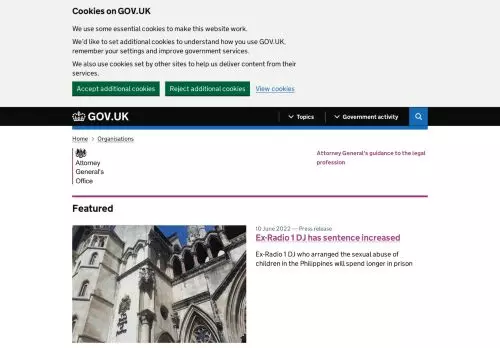 Cookies on GOV.UK
We use some essential cookies to make this website work.
We'd like to set additional cookies to understand how you use GOV.UK,
remember your settings and improve government services.
We also use cookies set by other sites to help us deliver content from their
services.
Accept additional cookies Reject additional cookies View cookies
GOV.UK Topics Government activity
Home Organisations
Attorney
General's
Office
Attorney General's guidance to the legal
profession
Featured
10 June 2022 — Press release
Ex-Radio 1 DJ has sentence increased
Ex-Radio 1 DJ who arranged the sexual abuse of
children in the Philippines will spend longer in prison